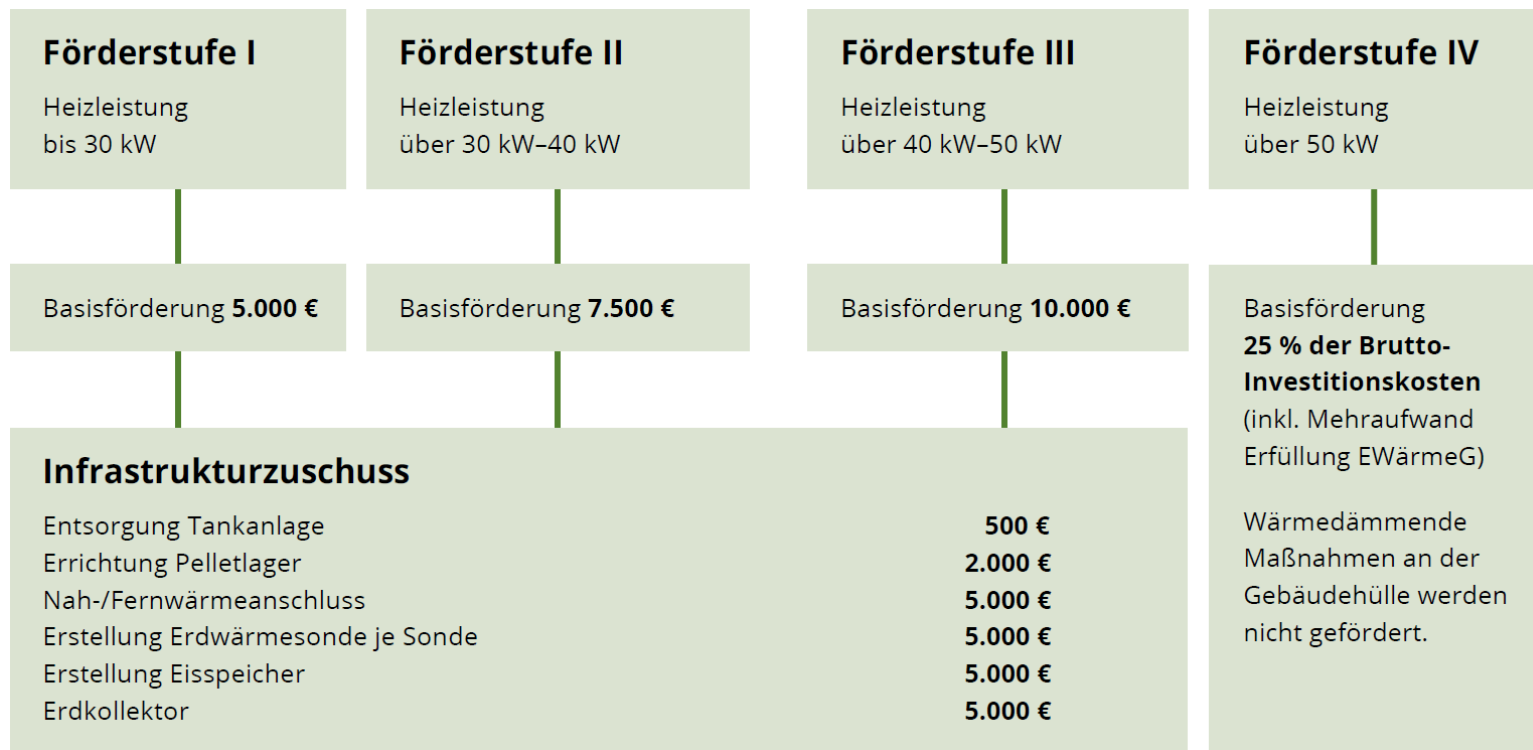 Förderstufe I
Heizleistung
bis 30 kW
Förderstufe II
Heizleistung
über 30 kW–40 kW
Förderstufe III
Heizleistung
über 40 kW–50 kW
Förderstufe IV
Heizleistung
über 50 kW
Basisförderung 5.000 €
Basisförderung 7.500 €
Basisförderung 10.000 €
Basisförderung
25 % der Brutto-
Investitionskosten
(inkl. Mehraufwand
Erfüllung EWärmeG)
Wärmedämmende
Maßnahmen an der
Gebäudehülle werden
nicht gefördert.
Infrastrukturzuschuss
Entsorgung Tankanlage 500 €
Errichtung Pelletlager 2.000 €
Nah-/Fernwärmeanschluss 5.000 €
Erstellung Erdwärmesonde je Sonde 5.000 €
Erstellung Eisspeicher 5.000 €
Erdkollektor 5.000 €